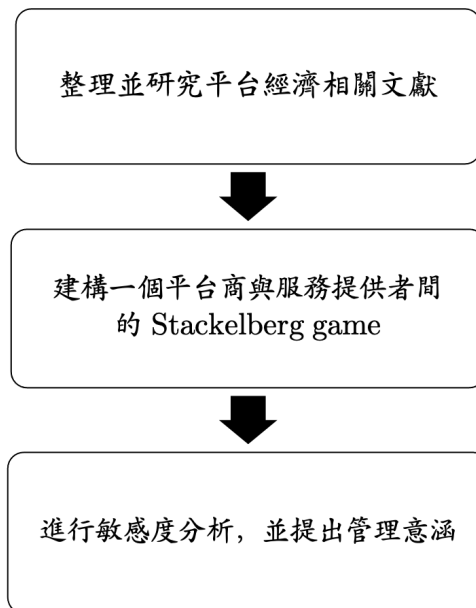 整理並研究平台經濟相關文獻
建構一個平台商與服務提供者間
的 Stackelberg game
進行敏感度分析，並提出管理意涵